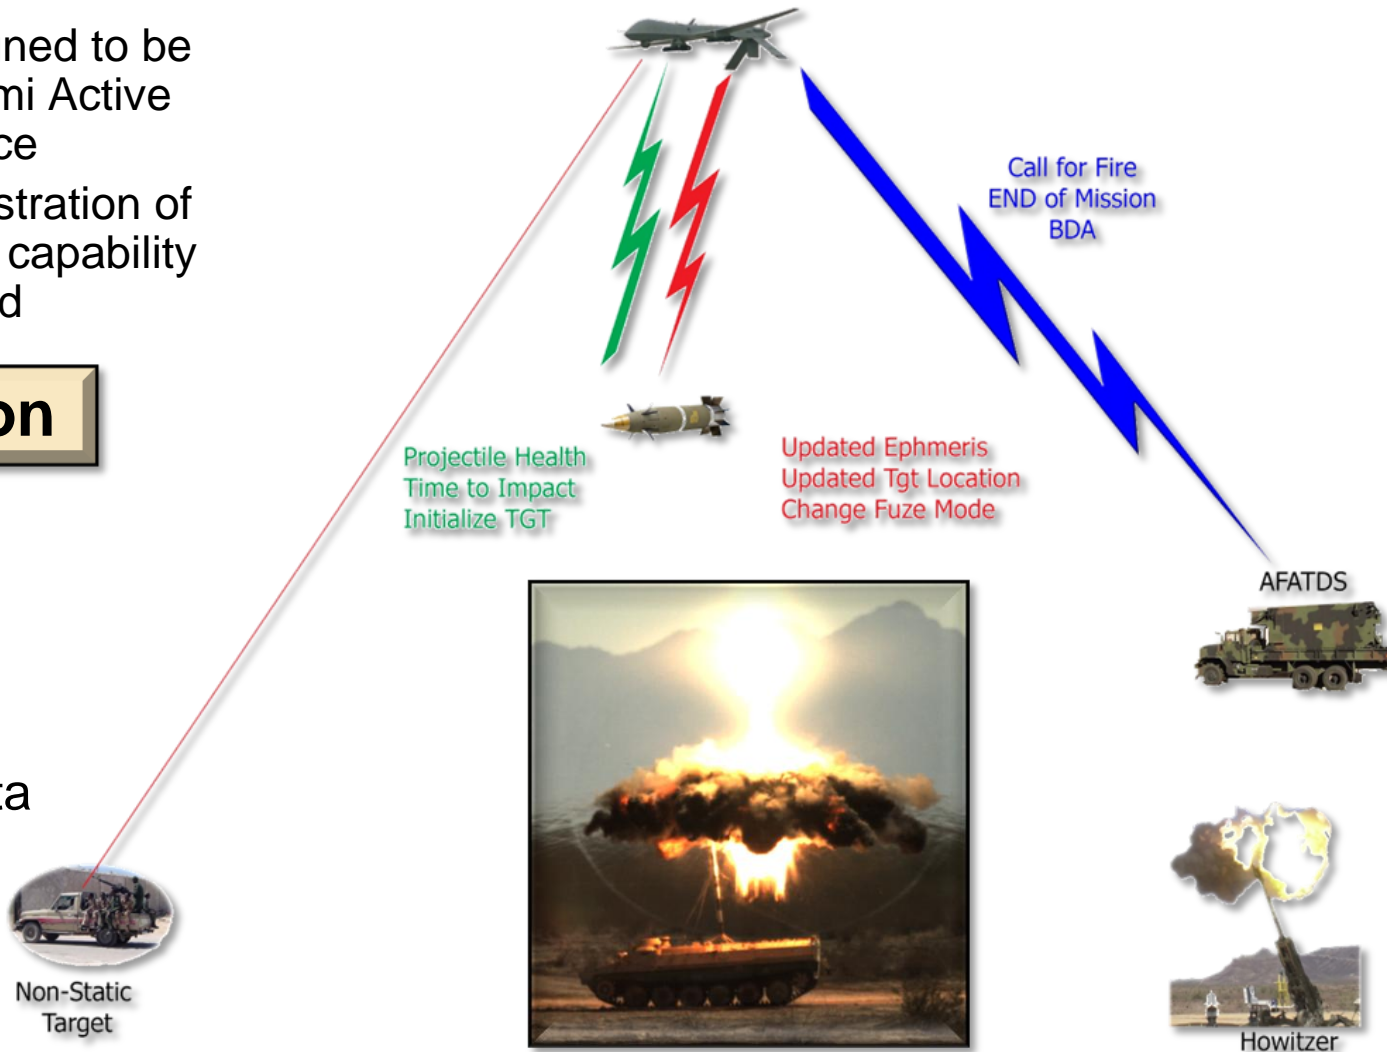 ned to be
mi Active
ce
stration of
capability
d
on
ta
Call for Fire
END of Mission
BDA
Projectile Health
Time to Impact
Initialize TGT
Updated Ephmeris
Updated Tgt Location
Change Fuze Mode
AFATDS
Non-Static
Target
Howitzer